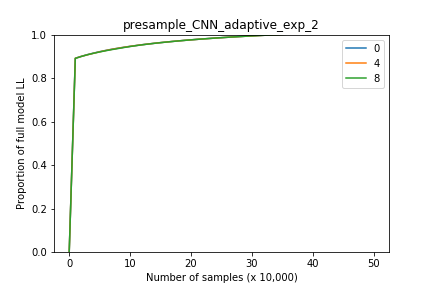 presample_CNN_adaptive_exp_2
1.0
0.8
0.6
0.4
0.2
0.0
Proportion of full model LL
0
4
8
0 10 20 30 40 50
Number of samples (x 10,000)